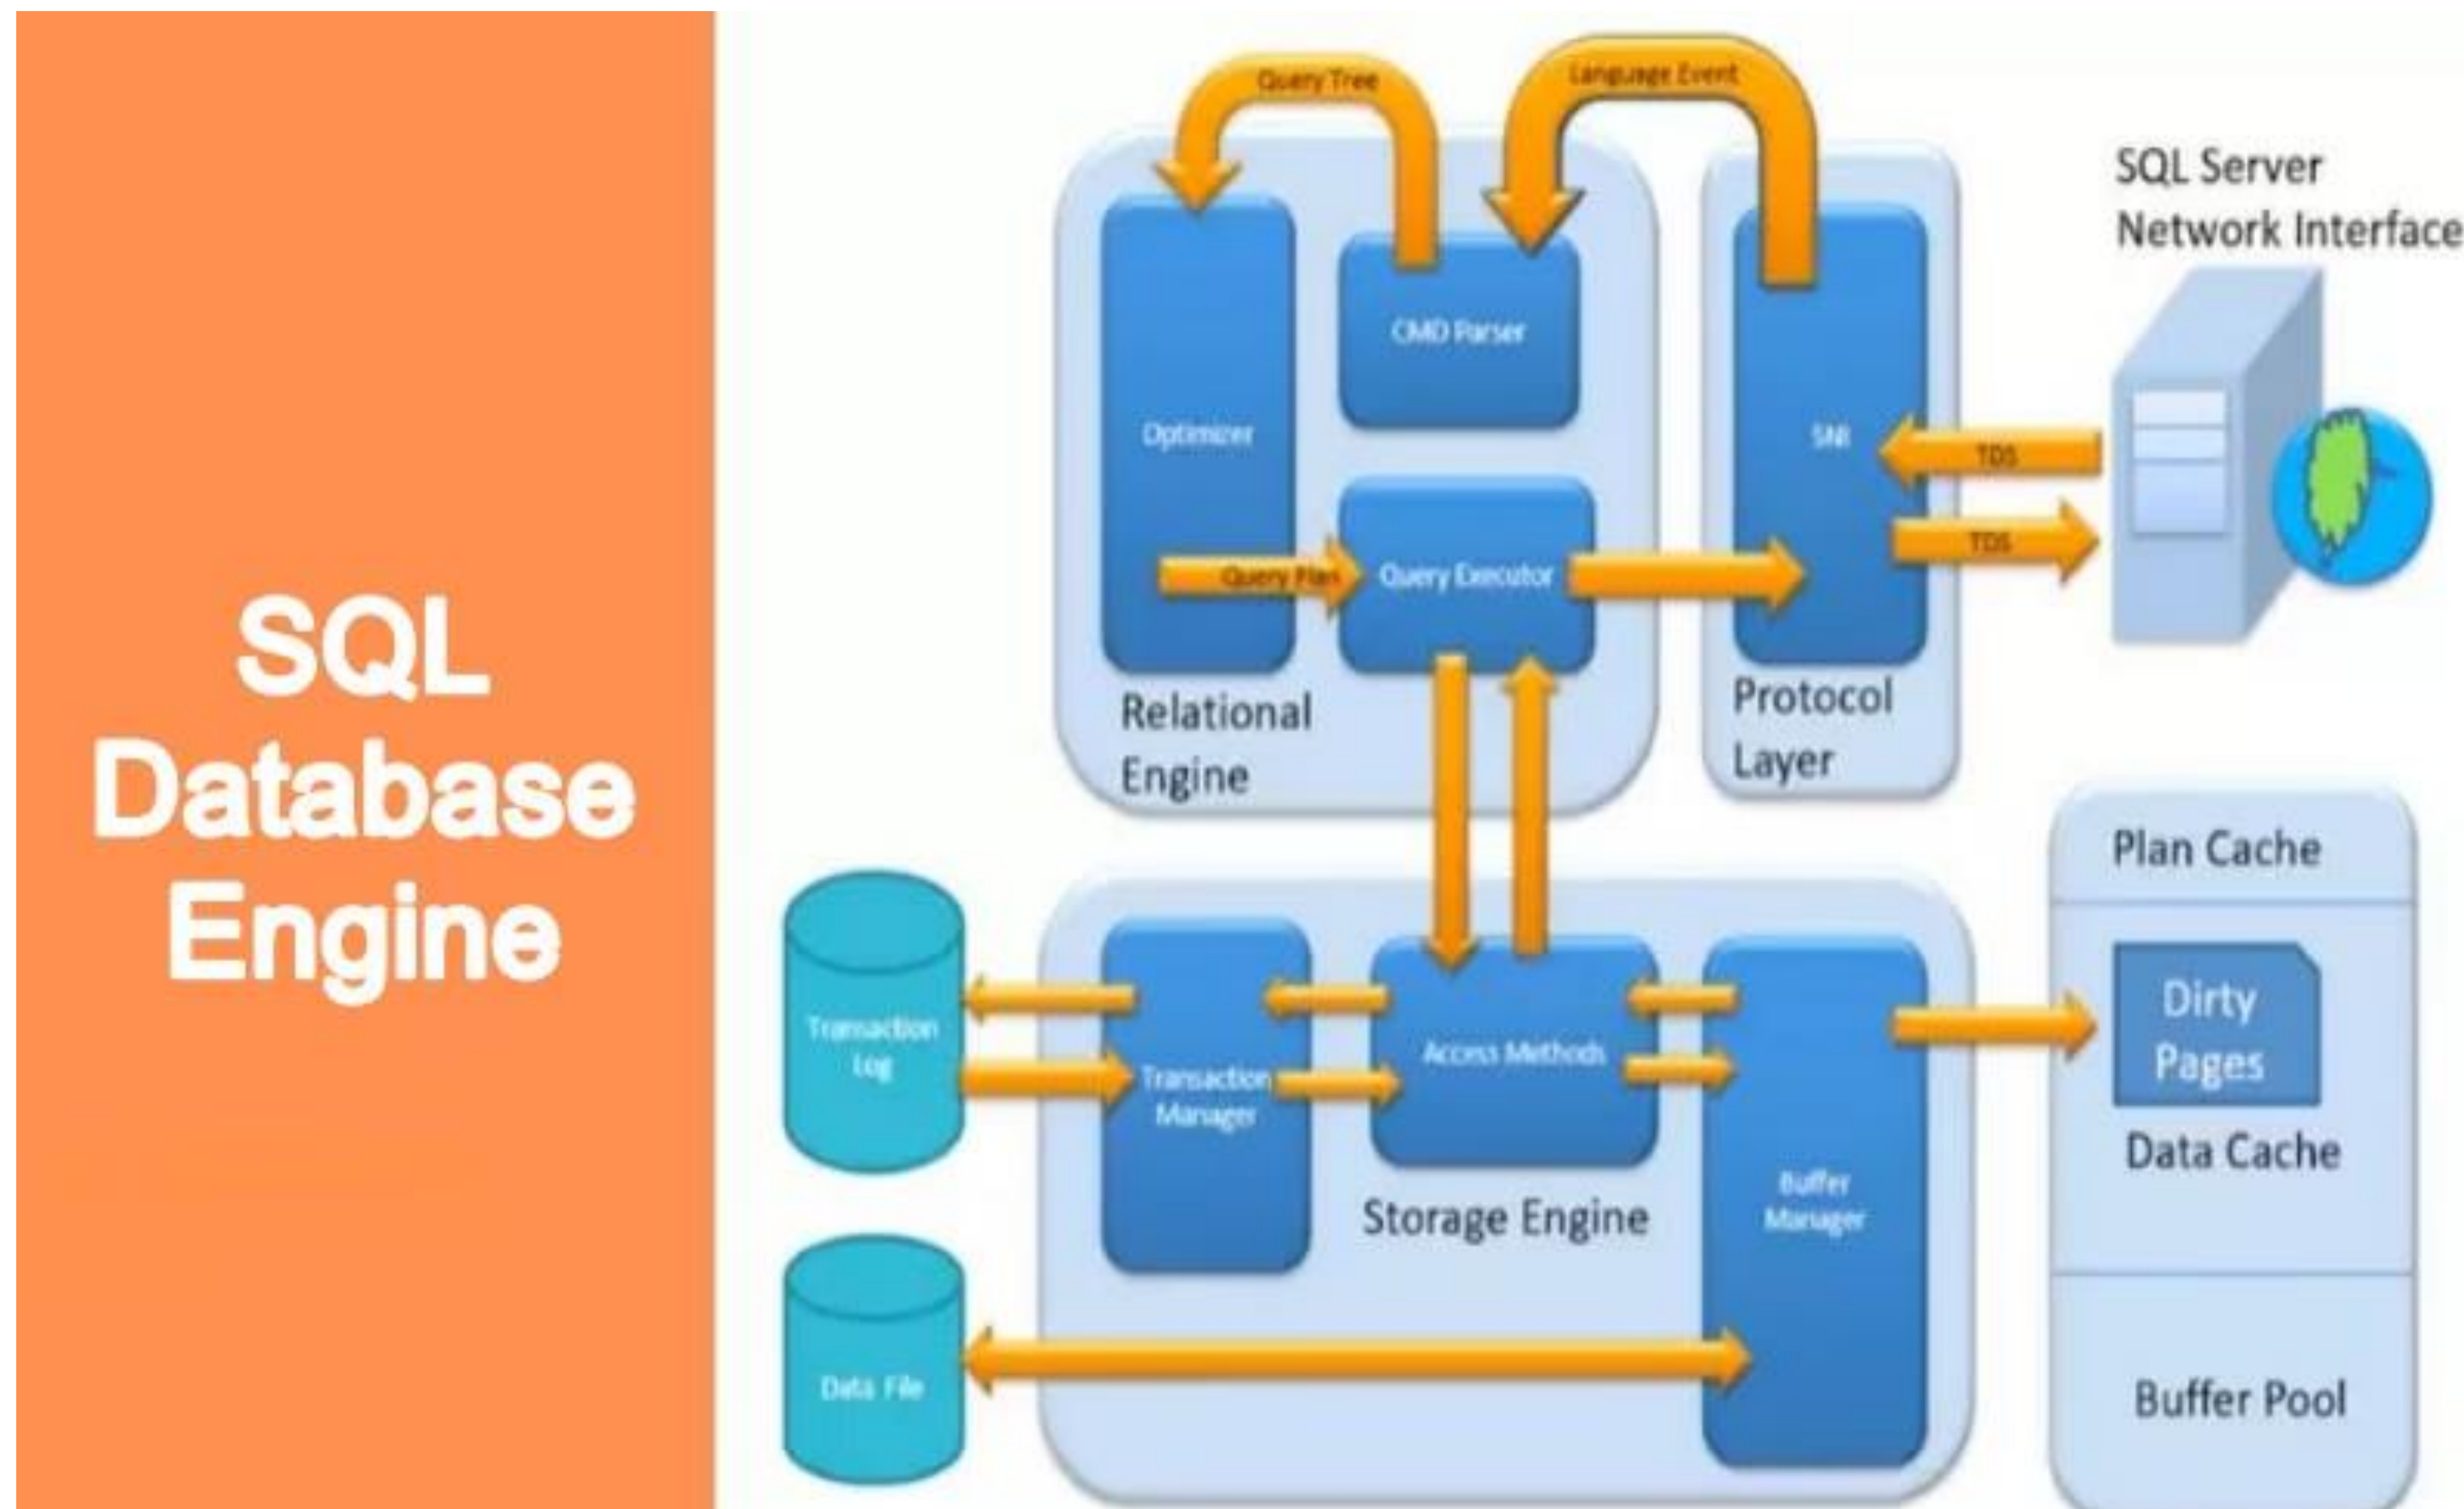 SQL
Database
Engine
Query Tree
Language Event
SQL Server
Network Interface
CMD Parser
Optimizer
SNI
TDS
TDS
Query Plan
Query Executor
Relational
Engine
Protocol
Layer
Plan Cache
Dirty
Pages
Data Cache
Buffer Pool
Transaction
Log
Transaction
Manager
Access Methods
Storage Engine
Buffer
Manager
Data File